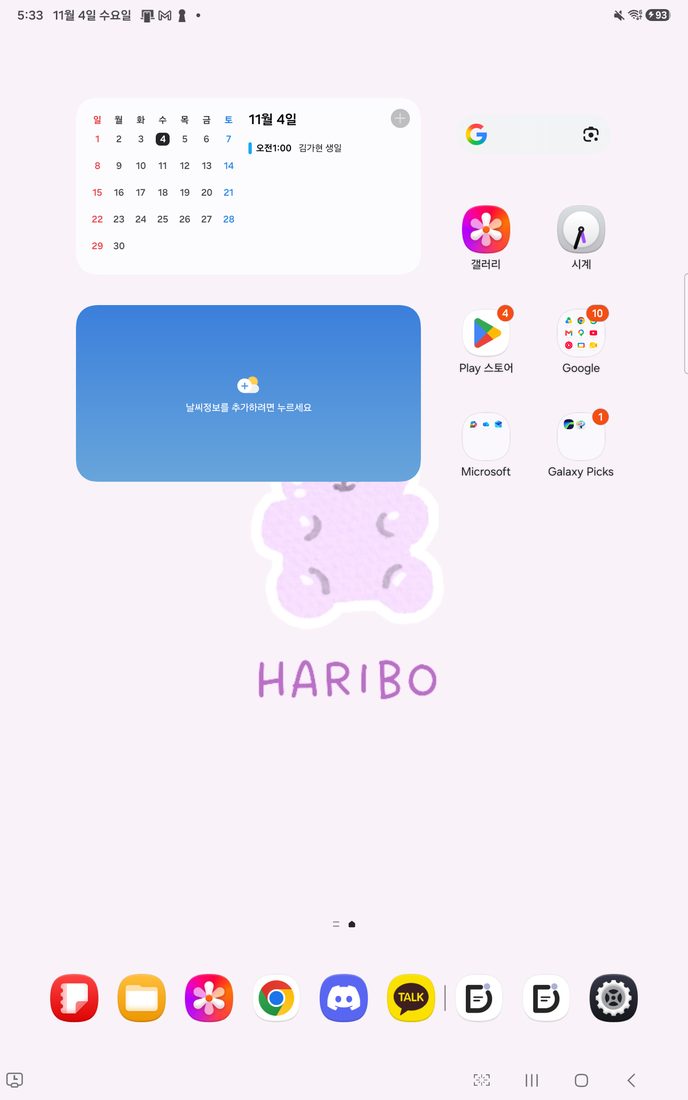 5:33 11월 4일 수요일
93
일 월 화 수 목 금 토
1 2 3 4 5 6 7
8 9 10 11 12 13 14
15 16 17 18 19 20 21
22 23 24 25 26 27 28
29 30
11월 4일
오전1:00 김가현 생일
날씨정보를 추가하려면 누르세요
갤러리
시계
4
10
Play 스토어
Google
1
Microsoft
Galaxy Picks
HARIBO
TALK